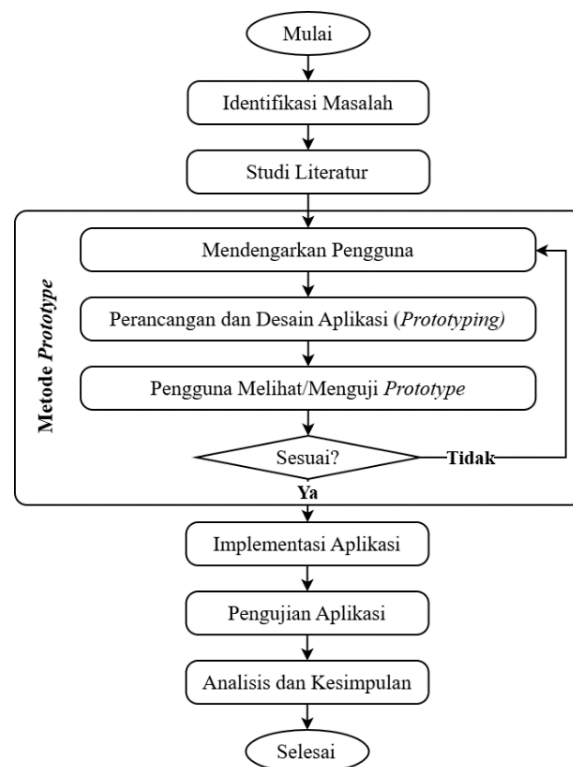 Mulai
Identifikasi Masalah
Studi Literatur
Metode Prototype
Mendengarkan Pengguna
Perancangan dan Desain Aplikasi (Prototyping)
Pengguna Melihat/Menguji Prototype
Sesuai?
Tidak
Ya
Implementasi Aplikasi
Pengujian Aplikasi
Analisis dan Kesimpulan
Selesai